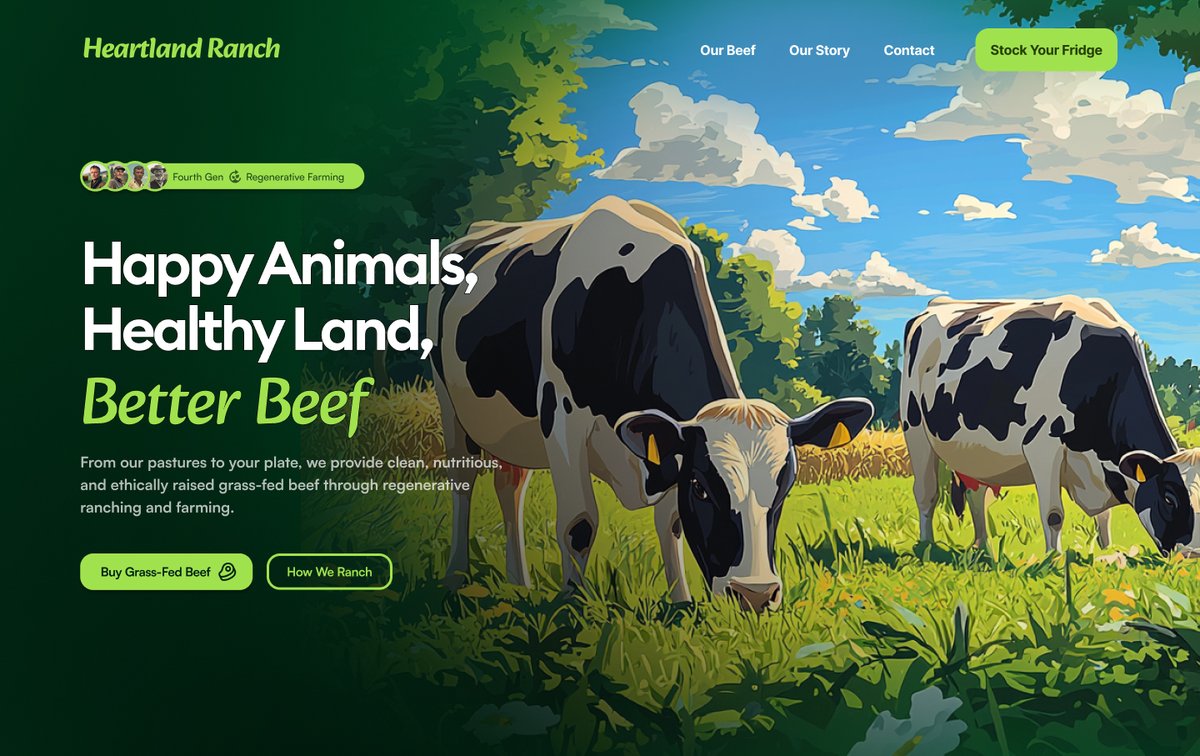 Heartland Ranch
Our Beef
Our Story
Contact
Stock Your Fridge
Fourth Gen Regenerative Farming
Happy Animals,
Healthy Land,
Better Beef
From our pastures to your plate, we provide clean, nutritious,
and ethically raised grass-fed beef through regenerative
ranching and farming.
Buy Grass-Fed Beef
How We Ranch